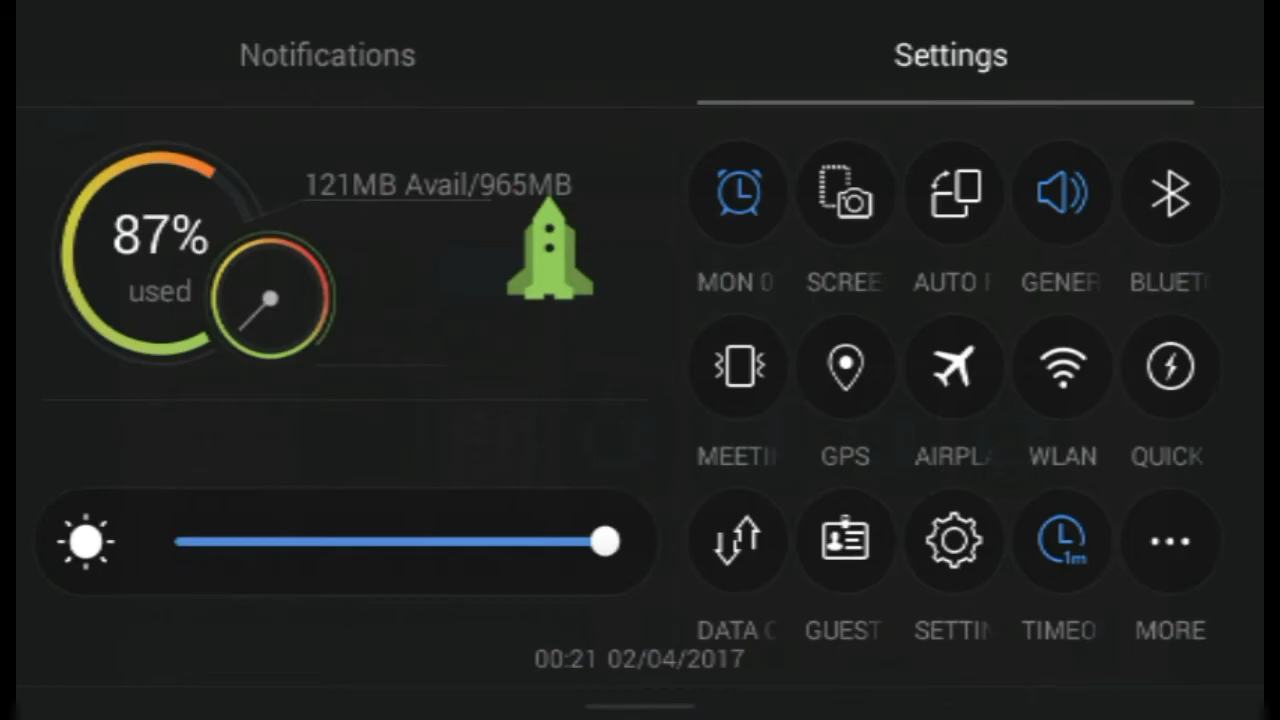 Notifications
Settings
121MB Avail/965MB
87%
used
MON 0
SCREE
AUTO
GENER
BLUET
MEETI
GPS
AIRPL
WLAN
QUICK
1m
DATA
GUEST
SETTIN
TIMEO
MORE
00:21 02/04/2017